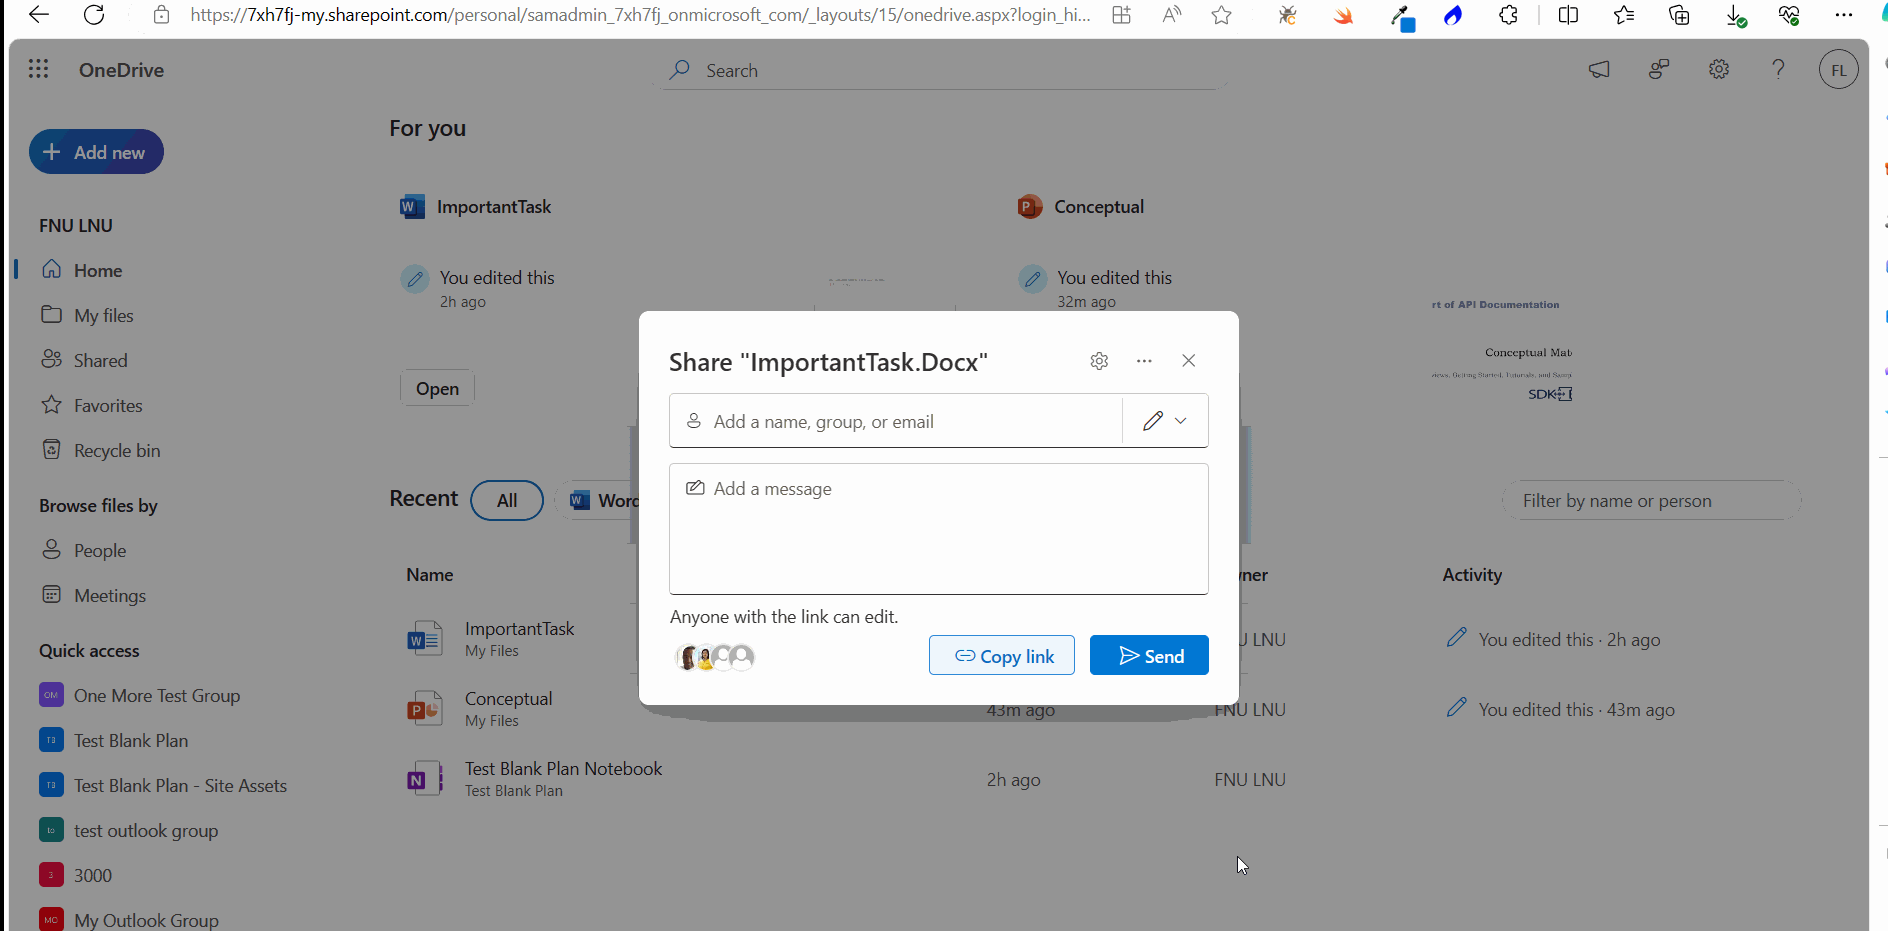 https://7xh7fj-my.sharepoint.com/personal/samadmin_7xh7fj_onmicrosoft_com/_layouts/15/onedrive.aspx?login_hi...
OneDrive
Search
FL
Add new
FNU LNU
Home
My files
Shared
Favorites
Recycle bin
Browse files by
People
Meetings
Quick access
OM One More Test Group
TB Test Blank Plan
TB Test Blank Plan - Site Assets
to test outlook group
3 3000
MO My Outlook Group
For you
ImportantTask
You edited this
2h ago
Open
Conceptual
You edited this
32m ago
rt of API Documentation
Conceptual Mat
views, Getting Started, Tutorials, and Sampl
SDK
Share "ImportantTask.Docx"
Add a name, group, or email
Add a message
Anyone with the link can edit.
Copy link
Send
Recent
All
Word
Filter by name or person
Name
ner
Activity
ImportantTask
My Files
U LNU
You edited this · 2h ago
Conceptual
My Files
43m ago
FNU LNU
You edited this · 43m ago
Test Blank Plan Notebook
Test Blank Plan
2h ago
FNU LNU